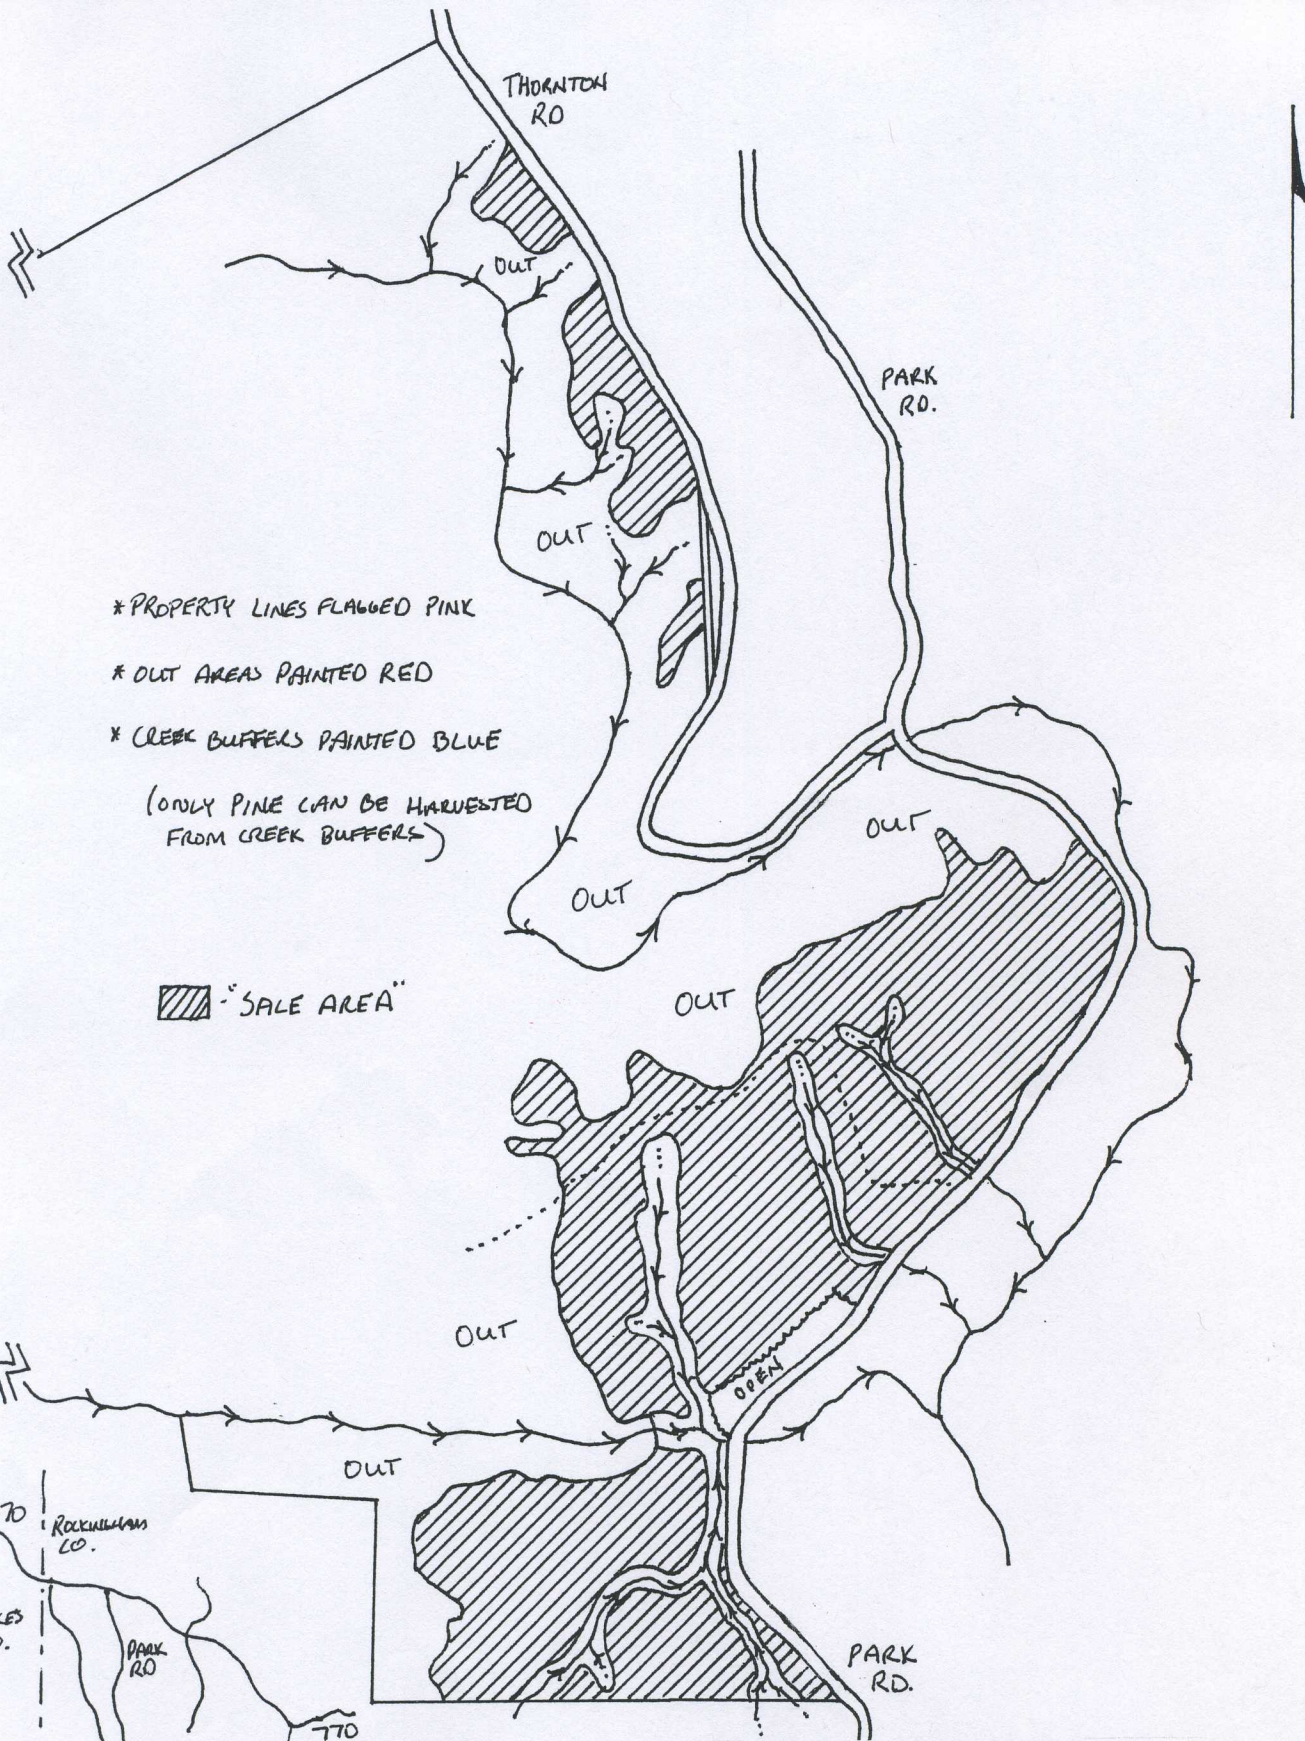 THORNTON
RD
OUT
PARK
RD.
OUT
*PROPERTY LINES FLAGGED PINK
* OUT AREAS PAINTED RED
* CREEK BUFFERS PAINTED BLUE
(ONLY PINE CAN BE HARVESTED
FROM CREEK BUFFERS)
OUT
OUT
OUT
- "SALE AREA"
OUT
OPEN
OUT
70
ROCKINGHAM
CO.
PARK
RD
770
PARK
RD.